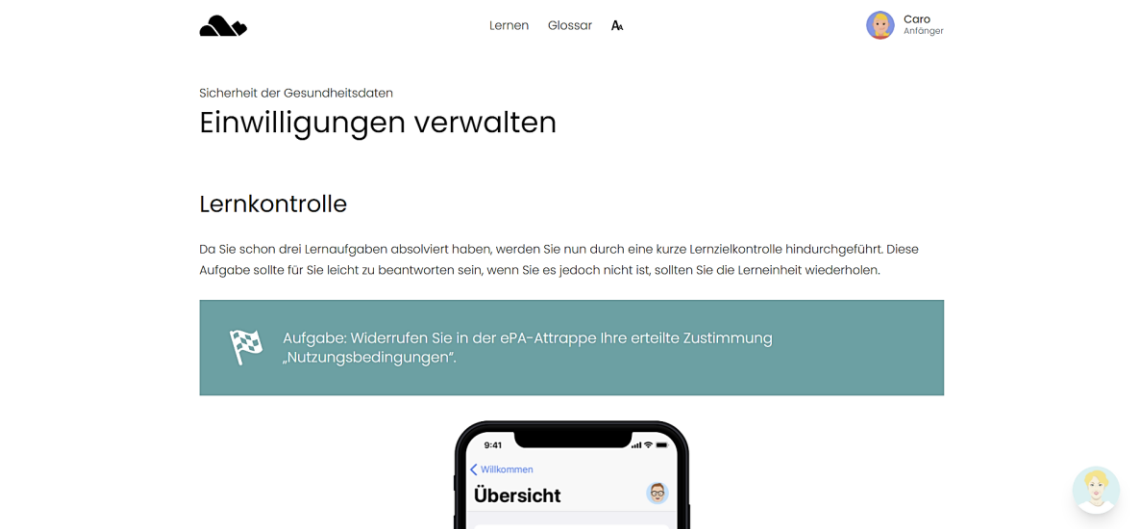 Lernen Glossar AA Caro
Anfänger
Sicherheit der Gesundheitsdaten
Einwilligungen verwalten
Lernkontrolle
Da Sie schon drei Lernaufgaben absolviert haben, werden Sie nun durch eine kurze Lernzielkontrolle hindurchgeführt. Diese
Aufgabe sollte für Sie leicht zu beantworten sein, wenn Sie es jedoch nicht ist, sollten Sie die Lerneinheit wiederholen.
Aufgabe: Widerrufen Sie in der ePA-Attrappe Ihre erteilte Zustimmung
„Nutzungsbedingungen“.
9:41
Willkommen
Übersicht